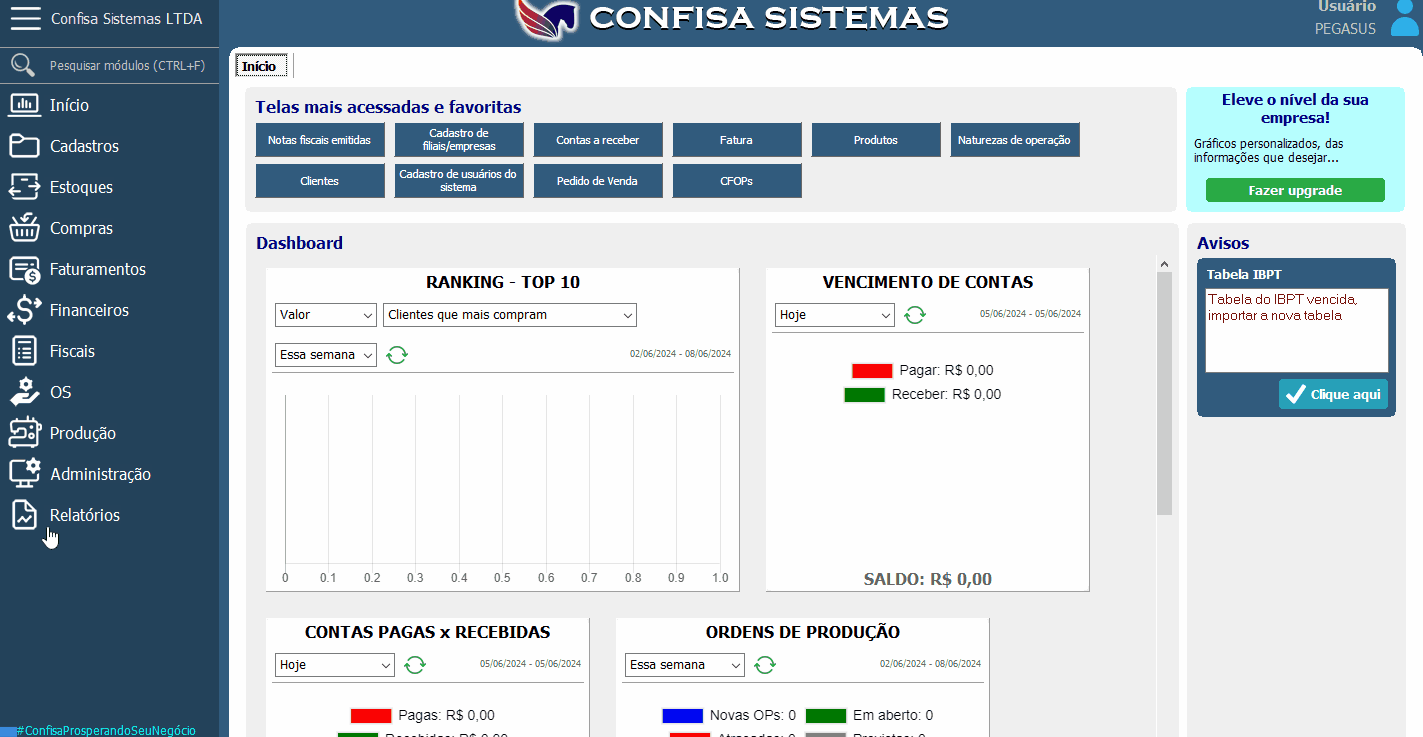 Confisa Sistemas LTDA
CONFISA SISTEMAS
Usuário
PEGASUS
Pesquisar módulos (CTRL+F)
Início
Cadastros
Estoques
Compras
Faturamentos
Financeiros
Fiscais
OS
Produção
Administração
Relatórios
#ConfisaProsperandoSeuNegócio
Início
Telas mais acessadas e favoritas
Notas fiscais emitidas
Cadastro de
filiais/empresas
Contas a receber
Fatura
Produtos
Naturezas de operação
Clientes
Cadastro de usuários do
sistema
Pedido de Venda
CFOPs
Eleve o nível da sua
empresa!
Gráficos personalizados, das
informações que desejar...
Fazer upgrade
Dashboard
RANKING - TOP 10
Valor
Clientes que mais compram
Essa semana
02/06/2024 - 08/06/2024
0 0.1 0.2 0.3 0.4 0.5 0.6 0.7 0.8 0.9 1.0
VENCIMENTO DE CONTAS
Hoje
05/06/2024 - 05/06/2024
Pagar: R$ 0,00
Receber: R$ 0,00
SALDO: R$ 0,00
Avisos
Tabela IBPT
Tabela do IBPT vencida,
importar a nova tabela
Clique aqui
CONTAS PAGAS x RECEBIDAS
Hoje
05/06/2024 - 05/06/2024
Pagas: R$ 0,00
Recebidas: R$ 0,00
ORDENS DE PRODUÇÃO
Essa semana
02/06/2024 - 08/06/2024
Novas OPs: 0
Em aberto: 0
Atrasadas: 0
Previstas: 0